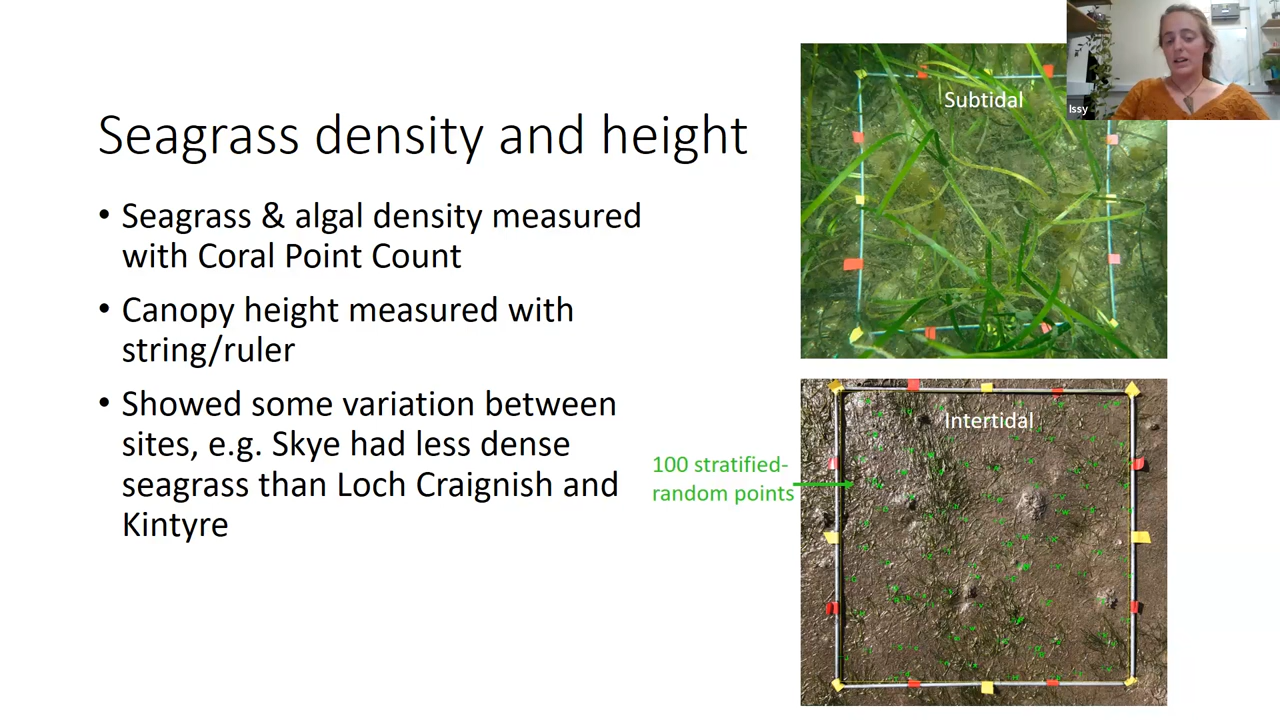 Seagrass density and height
• Seagrass & algal density measured
with Coral Point Count
• Canopy height measured with
string/ruler
• Showed some variation between
sites, e.g. Skye had less dense
seagrass than Loch Craignish and
Kintyre
Subtidal
Issy
Intertidal
100 stratified-
random points